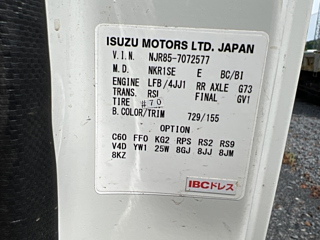 ISUZU MOTORS LTD. JAPAN
V.I.N. NJR85-7072577
M.D. NKR1SE E BC/BI
ENGINE LFB/4JJ1 RR AXLE G73
TRANS. RSU FINAL GV1
TIRE #70
B.COLOR/TRIM 729/155
OPTION
C60 FF0 KG2 RPS RS2 RS9
V4D YW1 25W 8GJ 8JJ 8JM
8KZ
IBCドレス